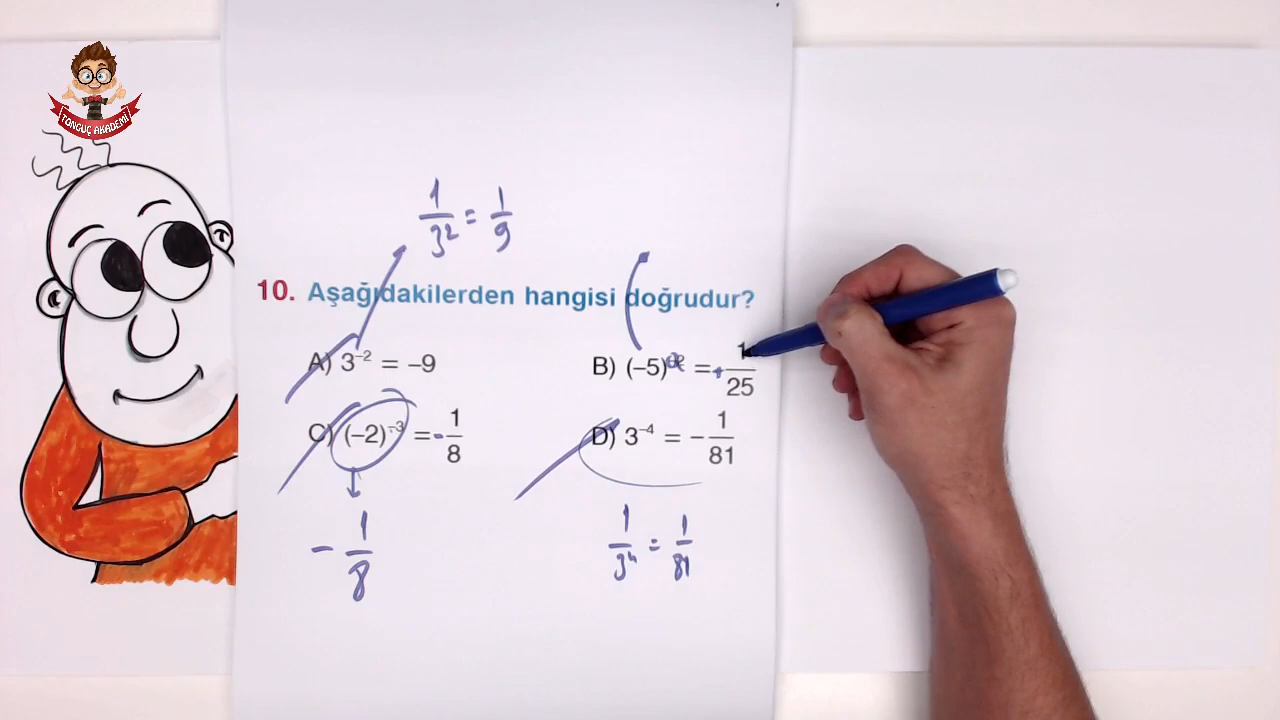 TONGUÇ AKADEMİ
1/3² = 1/9
10. Aşağıdakilerden hangisi doğrudur?
A) 3⁻² = –9
B) (–5) = + 1/25
C) (–2)⁻³ = - 1/8
D) 3⁻⁴ = – 1/81
- 1/8
1/3⁴ = 1/81